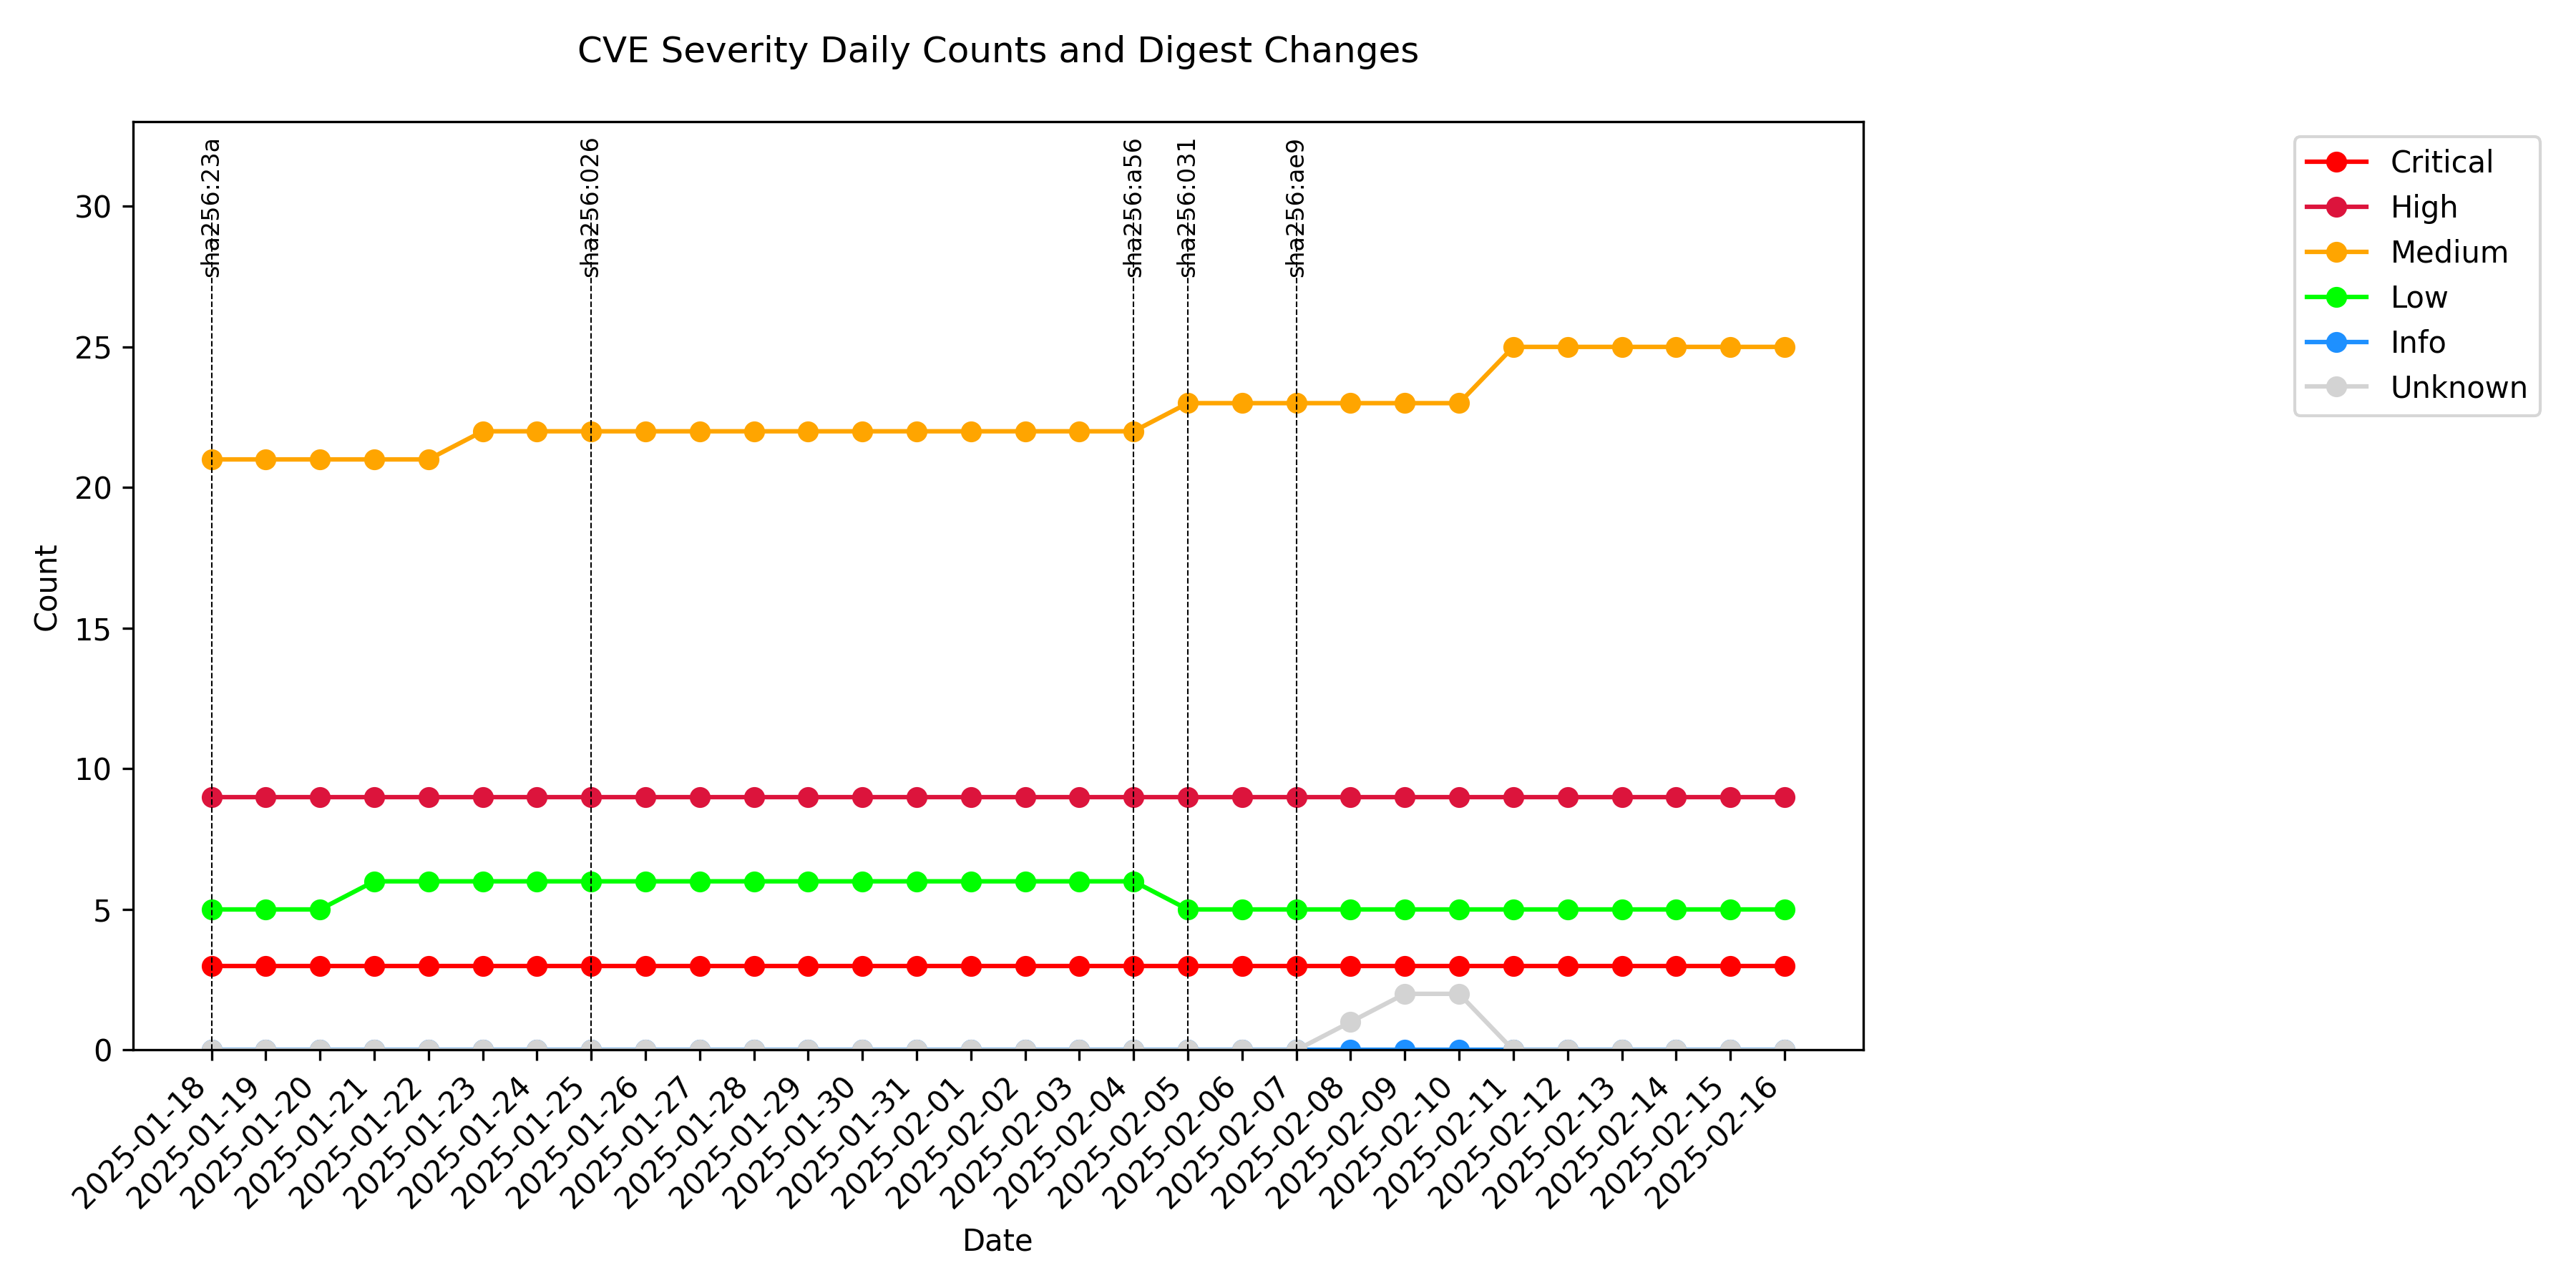 CVE Severity Daily Counts and Digest Changes
sha256:23a
sha256:026
sha256:a56
sha256:031
sha256:ae9
Critical
High
Medium
Low
Info
Unknown
30
25
20
15
10
5
0
Count
2025-01-18
2025-01-19
2025-01-20
2025-01-21
2025-01-22
2025-01-23
2025-01-24
2025-01-25
2025-01-26
2025-01-27
2025-01-28
2025-01-29
2025-01-30
2025-01-31
2025-02-01
2025-02-02
2025-02-03
2025-02-04
2025-02-05
2025-02-06
2025-02-07
2025-02-08
2025-02-09
2025-02-10
2025-02-11
2025-02-12
2025-02-13
2025-02-14
2025-02-15
2025-02-16
Date